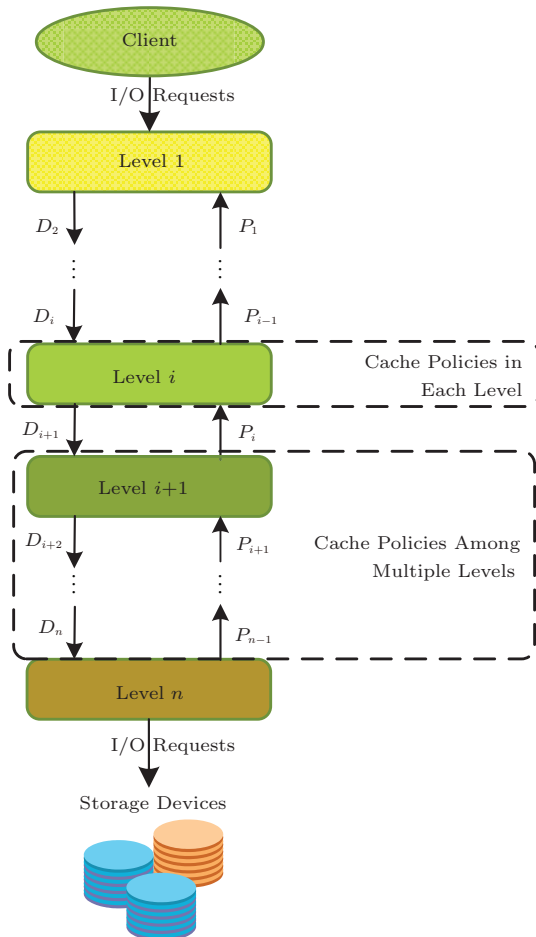 Client
I/O Requests
Level 1
D₂
P₁
⋮
⋮
Dᵢ
Pᵢ₋₁
Level i
Cache Policies in
Each Level
Dᵢ₊₁
Pᵢ
Level i+1
Dᵢ₊₂
Pᵢ₊₁
Cache Policies Among
Multiple Levels
⋮
⋮
Dₙ
Pₙ₋₁
Level n
I/O Requests
Storage Devices